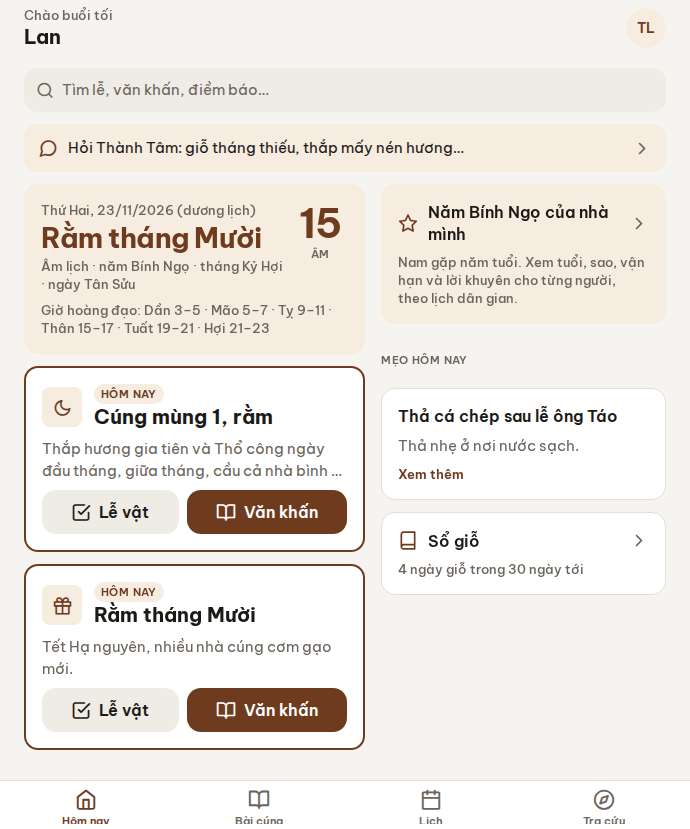 Chào buổi tối
Lan
TL
Tìm lễ, văn khấn, điềm báo...
Hỏi Thành Tâm: giỗ tháng thiếu, thắp mấy nén hương...
Thứ Hai, 23/11/2026 (dương lịch)
Rằm tháng Mười
15
ÂM
Âm lịch · năm Bính Ngọ · tháng Kỷ Hợi
· ngày Tân Sửu
Giờ hoàng đạo: Dần 3–5 · Mão 5–7 · Tỵ 9–11 ·
Thân 15–17 · Tuất 19–21 · Hợi 21–23
HÔM NAY
Cúng mùng 1, rằm
Thắp hương gia tiên và Thổ công ngày
đầu tháng, giữa tháng, cầu cả nhà bình ...
Lễ vật
Văn khấn
HÔM NAY
Rằm tháng Mười
Tết Hạ nguyên, nhiều nhà cúng cơm gạo
mới.
Lễ vật
Văn khấn
Năm Bính Ngọ của nhà
mình
Nam gặp năm tuổi. Xem tuổi, sao, vận
hạn và lời khuyên cho từng người,
theo lịch dân gian.
MẸO HÔM NAY
Thả cá chép sau lễ ông Táo
Thả nhẹ ở nơi nước sạch.
Xem thêm
Sổ giỗ
4 ngày giỗ trong 30 ngày tới
Hôm nay
Bài cúng
Lịch
Tra cứu